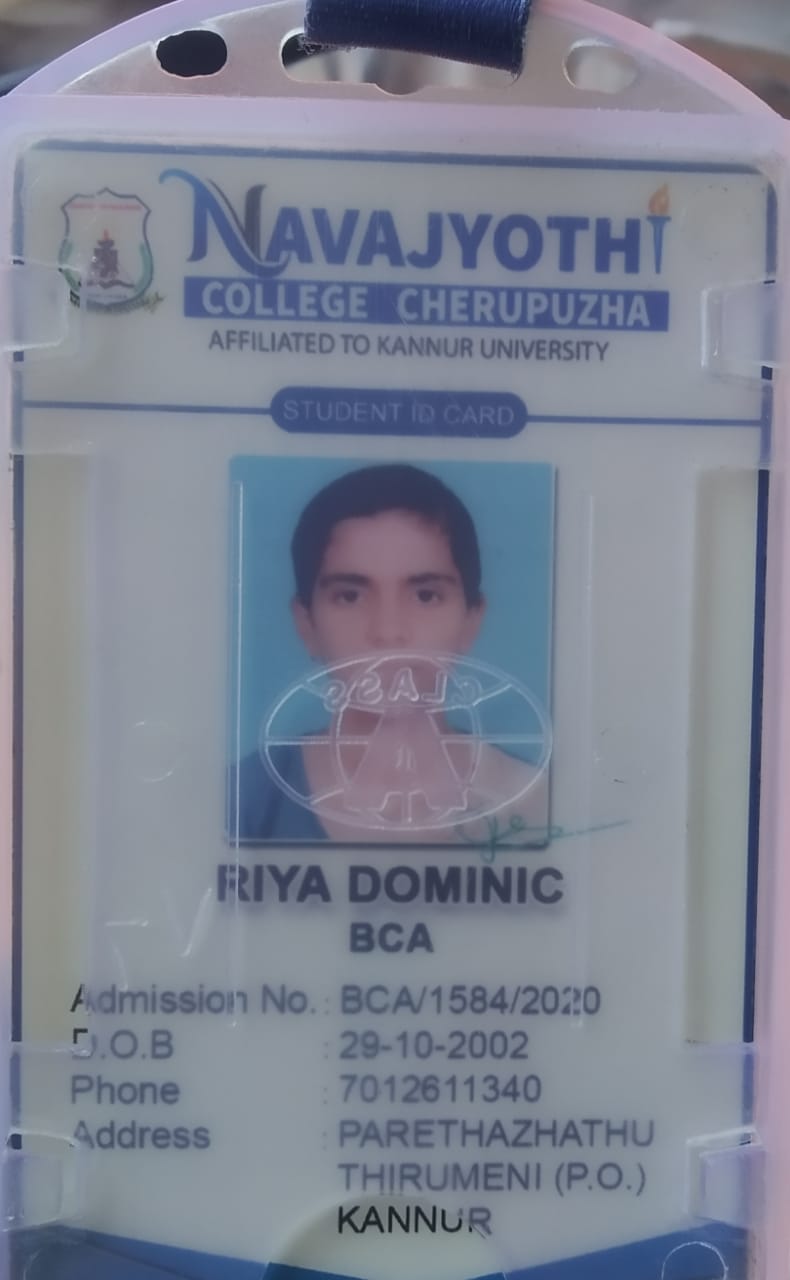 NAVAJYOTHI
COLLEGE CHERUPUZHA
AFFILIATED TO KANNUR UNIVERSITY
STUDENT ID CARD
CLASS
RIYA DOMINIC
BCA
Admission No. : BCA/1584/2020
D.O.B : 29-10-2002
Phone : 7012611340
Address : PARETHAZHATHU
THIRUMENI (P.O.)
KANNUR